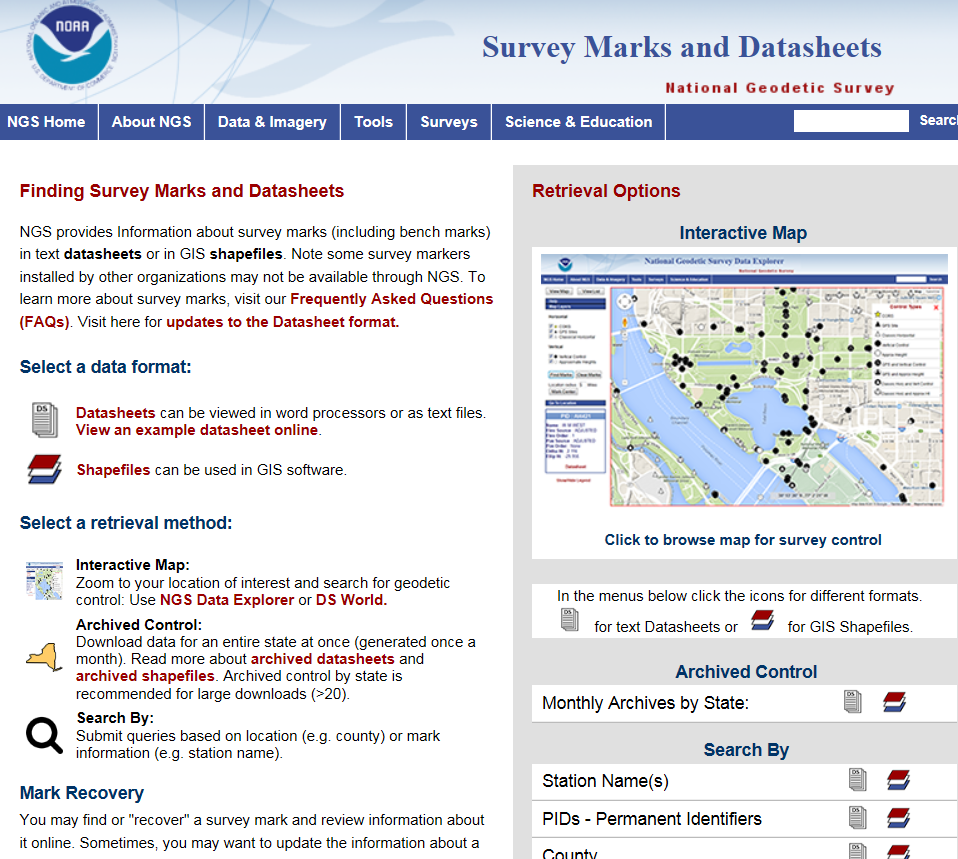 NOAA
Survey Marks and Datasheets
National Geodetic Survey
NGS Home
About NGS
Data & Imagery
Tools
Surveys
Science & Education
Search
Finding Survey Marks and Datasheets
NGS provides Information about survey marks (including bench marks)
in text datasheets or in GIS shapefiles. Note some survey markers
installed by other organizations may not be available through NGS. To
learn more about survey marks, visit our Frequently Asked Questions
(FAQs). Visit here for updates to the Datasheet format.
Select a data format:
DS
Datasheets can be viewed in word processors or as text files.
View an example datasheet online.
Shapefiles can be used in GIS software.
Select a retrieval method:
Interactive Map:
Zoom to your location of interest and search for geodetic
control: Use NGS Data Explorer or DS World.
Archived Control:
Download data for an entire state at once (generated once a
month). Read more about archived datasheets and
archived shapefiles. Archived control by state is
recommended for large downloads (>20).
Search By:
Submit queries based on location (e.g. county) or mark
information (e.g. station name).
Mark Recovery
You may find or "recover" a survey mark and review information about
it online. Sometimes, you may want to update the information about a
Retrieval Options
Interactive Map
National Geodetic Survey Data Explorer
Click to browse map for survey control
In the menus below click the icons for different formats.
DS for text Datasheets or for GIS Shapefiles.
Archived Control
Monthly Archives by State: DS
Search By
Station Name(s) DS
PIDs - Permanent Identifiers DS
County DS